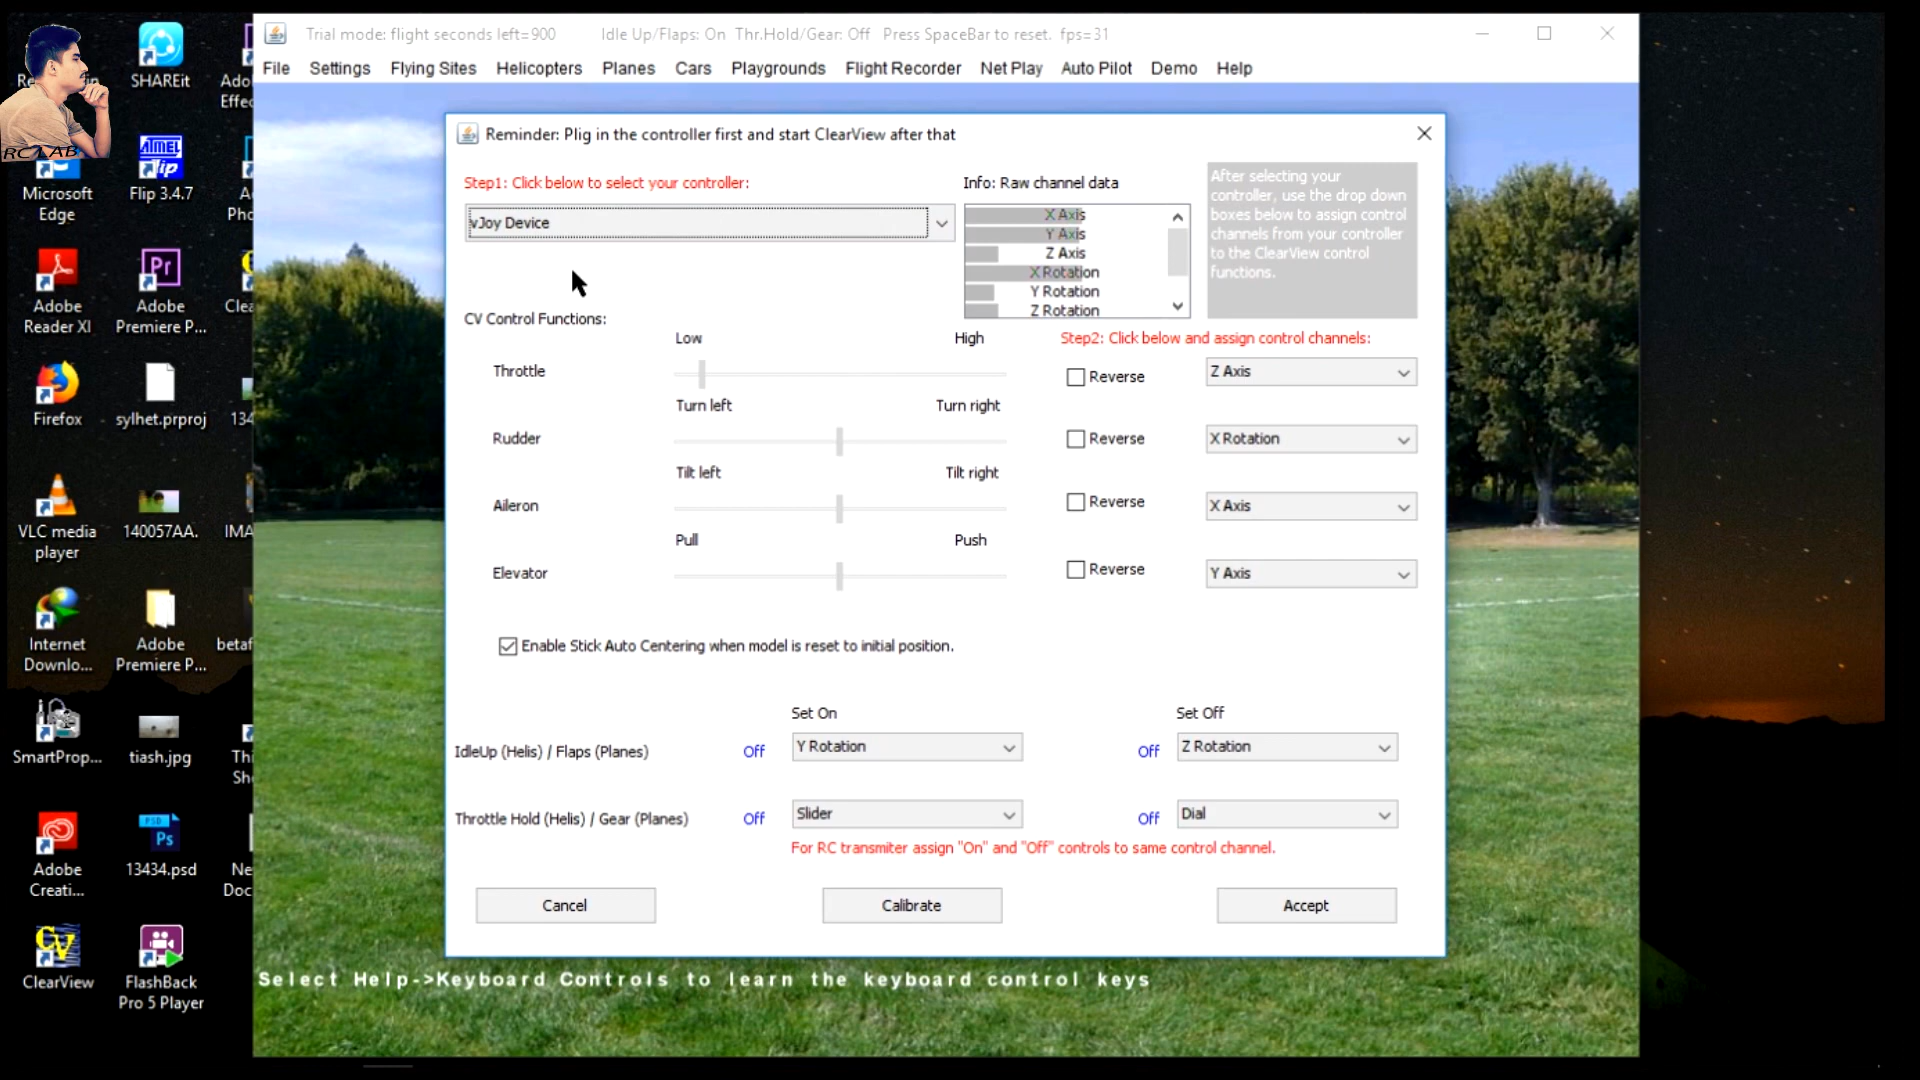 Trial mode: flight seconds left=900 Idle Up/Flaps: On Thr.Hold/Gear: Off Press SpaceBar to reset. fps=31
File Settings Flying Sites Helicopters Planes Cars Playgrounds Flight Recorder Net Play Auto Pilot Demo Help
Reminder: Plig in the controller first and start ClearView after that
Step1: Click below to select your controller:
vJoy Device
Info: Raw channel data
X Axis
Y Axis
Z Axis
X Rotation
Y Rotation
Z Rotation
After selecting your
controller, use the drop down
boxes below to assign control
channels from your controller
to the ClearView control
functions.
CV Control Functions:
Step2: Click below and assign control channels:
Low High
Throttle Reverse Z Axis
Turn left Turn right
Rudder Reverse X Rotation
Tilt left Tilt right
Aileron Reverse X Axis
Pull Push
Elevator Reverse Y Axis
Enable Stick Auto Centering when model is reset to initial position.
Set On Set Off
IdleUp (Helis) / Flaps (Planes) Off Y Rotation Off Z Rotation
Throttle Hold (Helis) / Gear (Planes) Off Slider Off Dial
For RC transmiter assign "On" and "Off" controls to same control channel.
Cancel Calibrate Accept
Select Help->Keyboard Controls to learn the keyboard control keys
RC LAB
SHAREit
Microsoft
Edge
ATMEL
flip
Flip 3.4.7
Adobe
Reader XI
Pr
Adobe
Premiere P...
Firefox
sylhet.prproj
VLC media
player
140057AA.
Internet
Downlo...
Adobe
Premiere P...
SmartProp...
tiash.jpg
Adobe
Creati...
PSD
Ps
13434.psd
CV
ClearView
FlashBack
Pro 5 Player